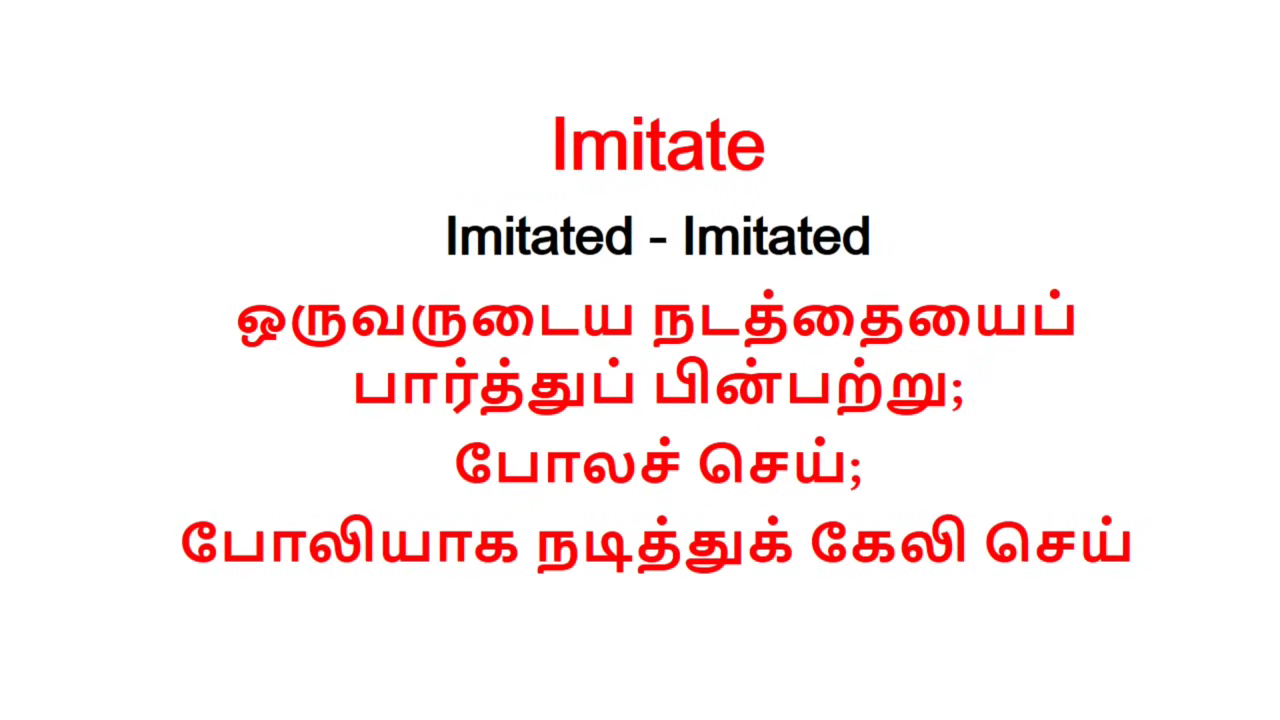 Imitate
Imitated - Imitated
ஒருவருடைய நடத்தையைப்
பார்த்துப் பின்பற்று;
போலச் செய்;
போலியாக நடித்துக் கேலி செய்